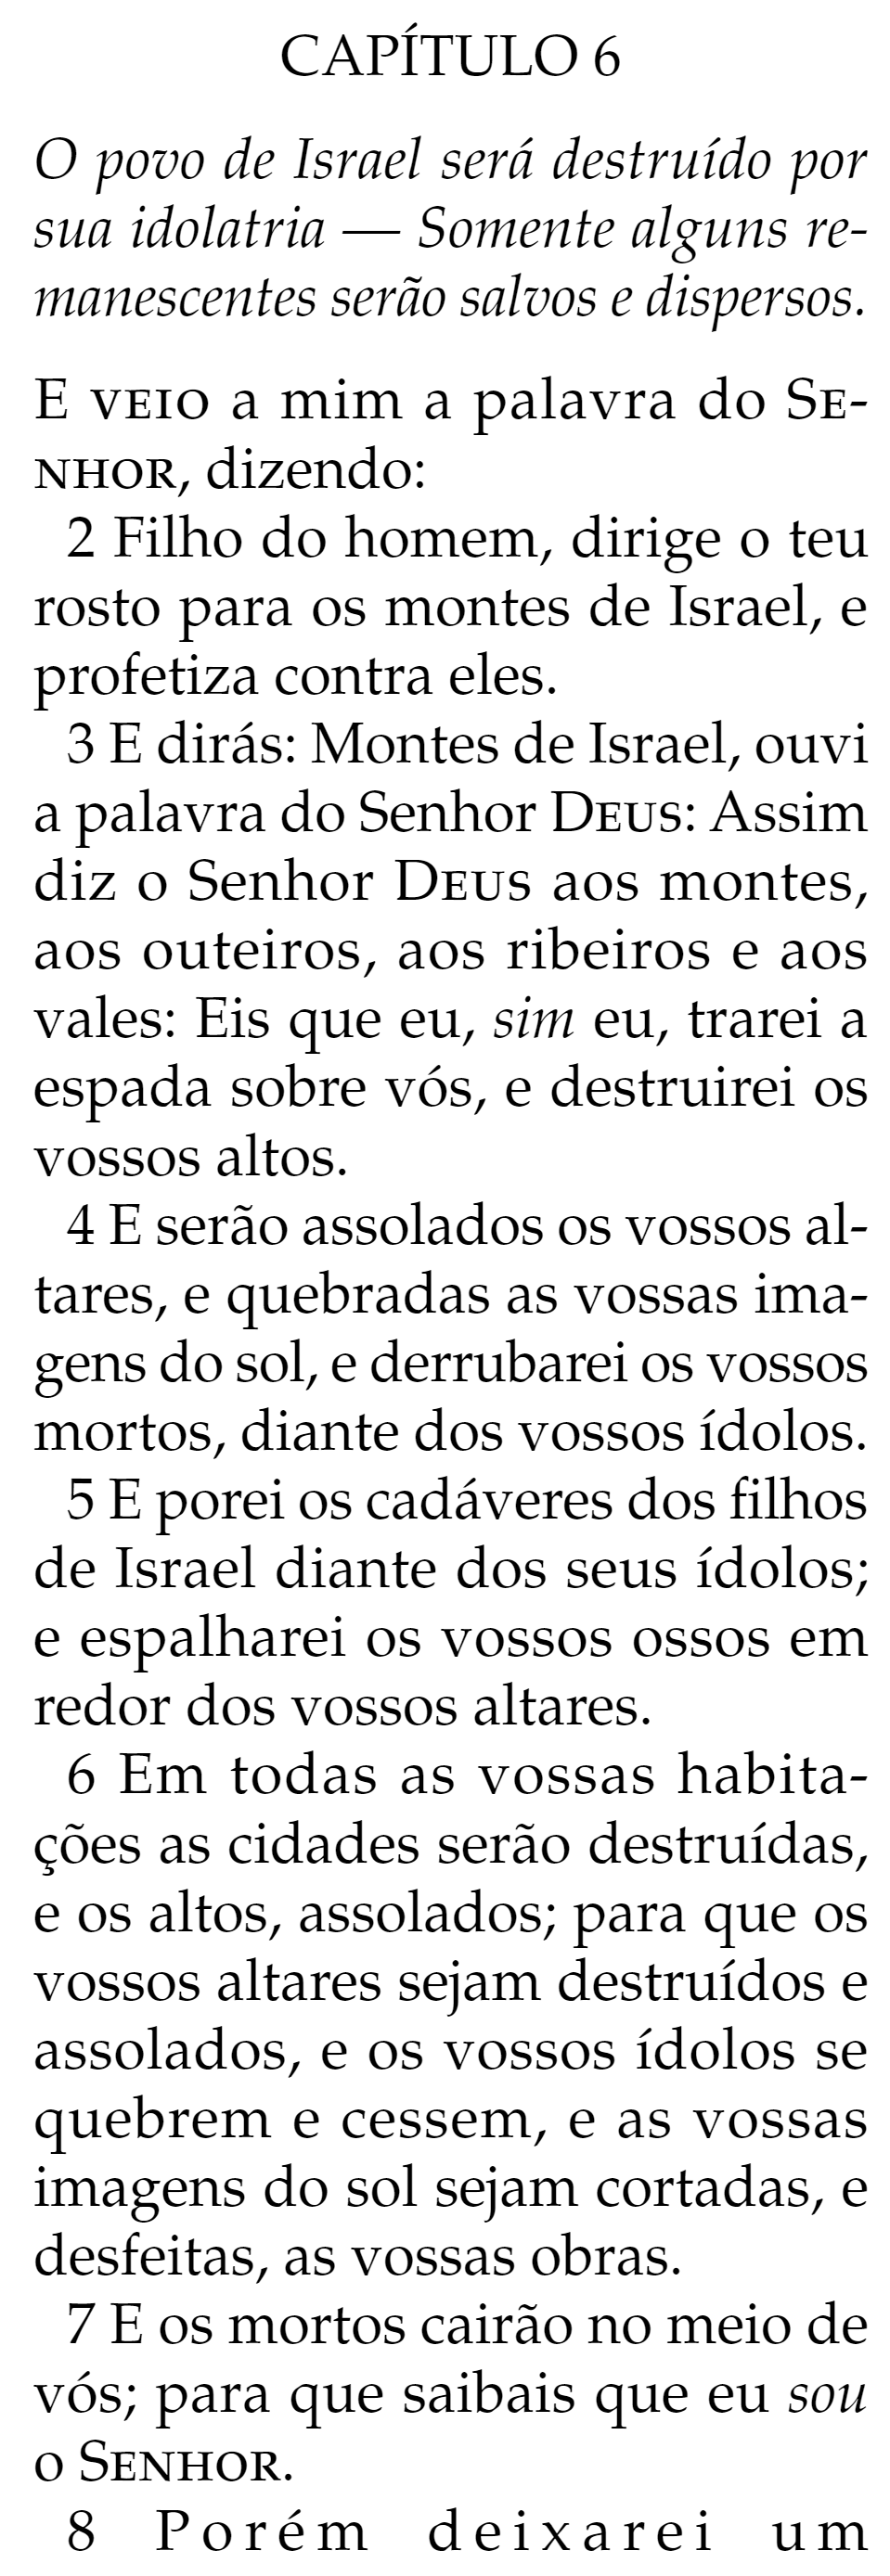 CAPÍTULO 6
O povo de Israel será destruído por
sua idolatria — Somente alguns re-
manescentes serão salvos e dispersos.
E VEIO a mim a palavra do SE-
NHOR, dizendo:
2 Filho do homem, dirige o teu
rosto para os montes de Israel, e
profetiza contra eles.
3 E dirás: Montes de Israel, ouvi
a palavra do Senhor DEUS: Assim
diz o Senhor DEUS aos montes,
aos outeiros, aos ribeiros e aos
vales: Eis que eu, sim eu, trarei a
espada sobre vós, e destruirei os
vossos altos.
4 E serão assolados os vossos al-
tares, e quebradas as vossas ima-
gens do sol, e derrubarei os vossos
mortos, diante dos vossos ídolos.
5 E porei os cadáveres dos filhos
de Israel diante dos seus ídolos;
e espalharei os vossos ossos em
redor dos vossos altares.
6 Em todas as vossas habita-
ções as cidades serão destruídas,
e os altos, assolados; para que os
vossos altares sejam destruídos e
assolados, e os vossos ídolos se
quebrem e cessem, e as vossas
imagens do sol sejam cortadas, e
desfeitas, as vossas obras.
7 E os mortos cairão no meio de
vós; para que saibais que eu sou
o SENHOR.
8 Porém deixarei um